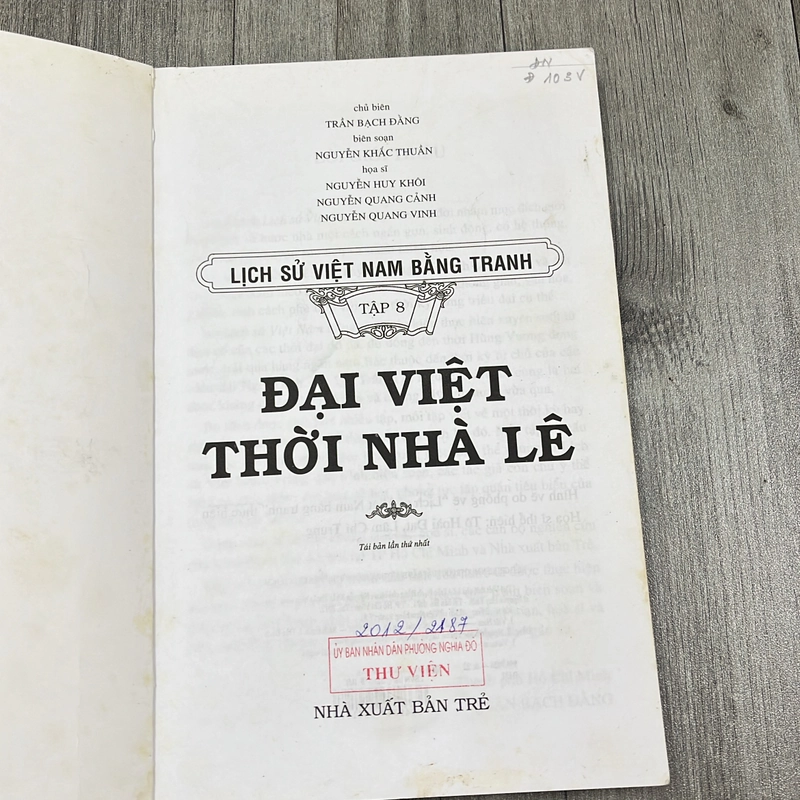 ĐN
Đ 103V
chủ biên
TRẦN BẠCH ĐẰNG
biên soạn
NGUYỄN KHẮC THUẦN
họa sĩ
NGUYỄN HUY KHÔI
NGUYỄN QUANG CẢNH
NGUYỄN QUANG VINH
LỊCH SỬ VIỆT NAM BẰNG TRANH
TẬP 8
ĐẠI VIỆT
THỜI NHÀ LÊ
Tái bản lần thứ nhất
2012/2187
ỦY BAN NHÂN DÂN PHƯỜNG NGHĨA ĐÔ
THƯ VIỆN
NHÀ XUẤT BẢN TRẺ